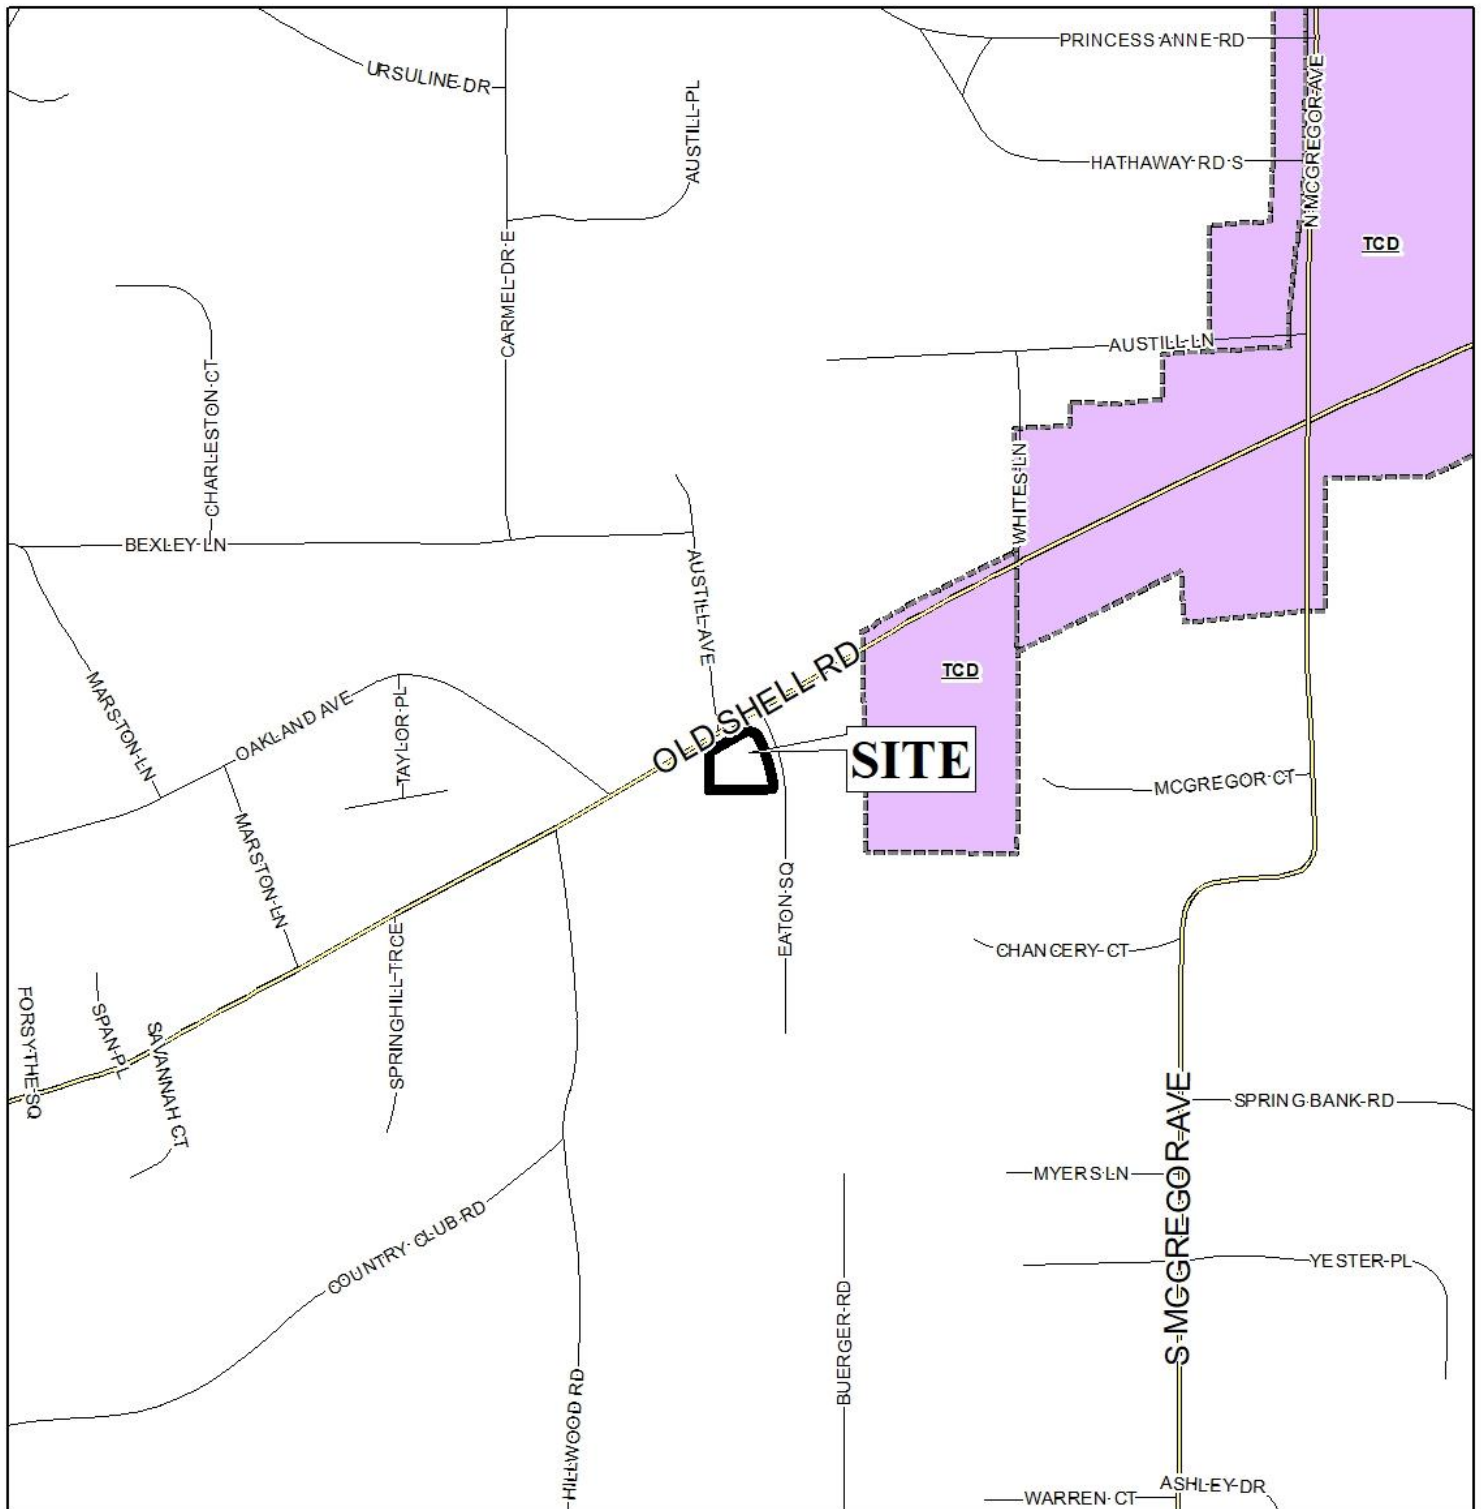 PRINCESS ANNE RD
URSULINE DR
N MCGREGOR AVE
AUSTILL PL
HATHAWAY RD S
TCD
CARMEL DR E
AUSTILL LN
CHARLESTON CT
WHITES LN
BEXLEY LN
AUSTILL AVE
OLD SHELL RD
TCD
MARSTON LN
OAKLAND AVE
TAYLOR PL
SITE
MCGREGOR CT
MARSTON LN
EATON SQ
SPRINGHILL TRCE
CHANCERY CT
FORSYTHE SQ
SPAN PL
SAVANNAH CT
SPRING BANK RD
S MCGREGOR AVE
MYERS LN
COUNTRY CLUB RD
YESTER PL
BUERGER RD
HILLWOOD RD
ASHLEY DR
WARREN CT